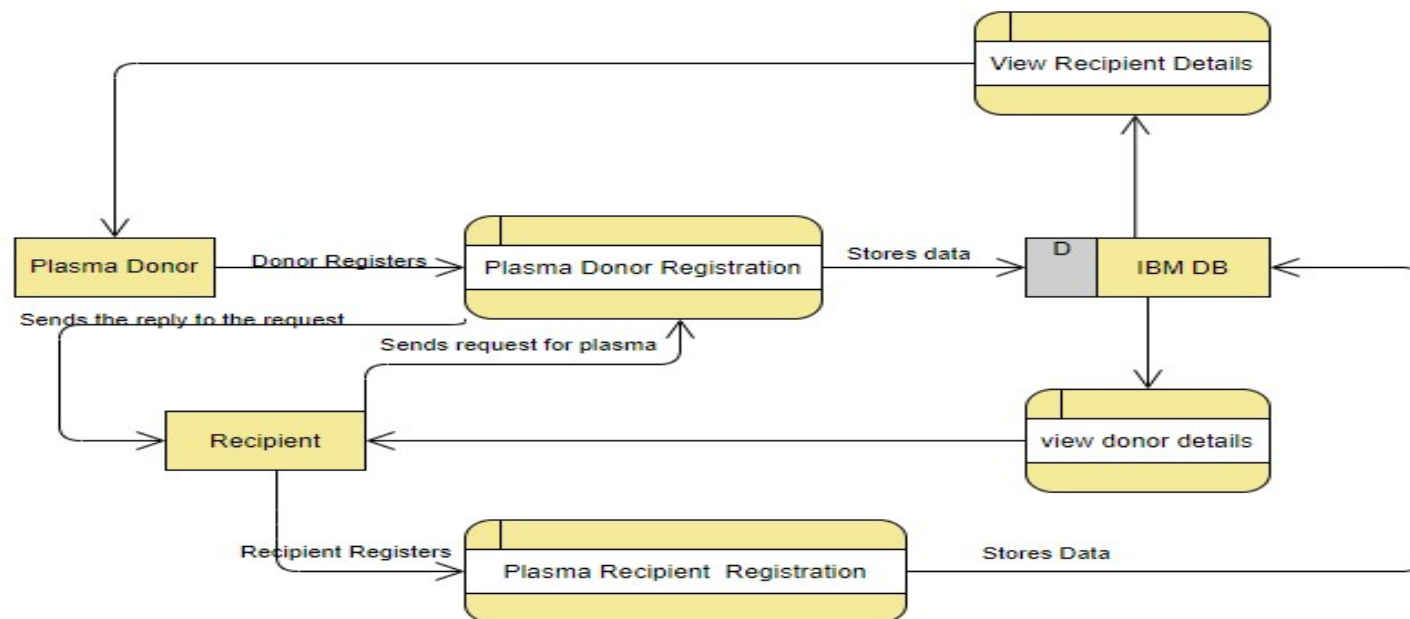 View Recipient Details
D
Plasma Donor
Donor Registers
Plasma Donor Registration
Stores data
IBM DB
Sends the reply to the request
Sends request for plasma
Recipient
view donor details
Recipient Registers
Plasma Recipient Registration
Stores Data